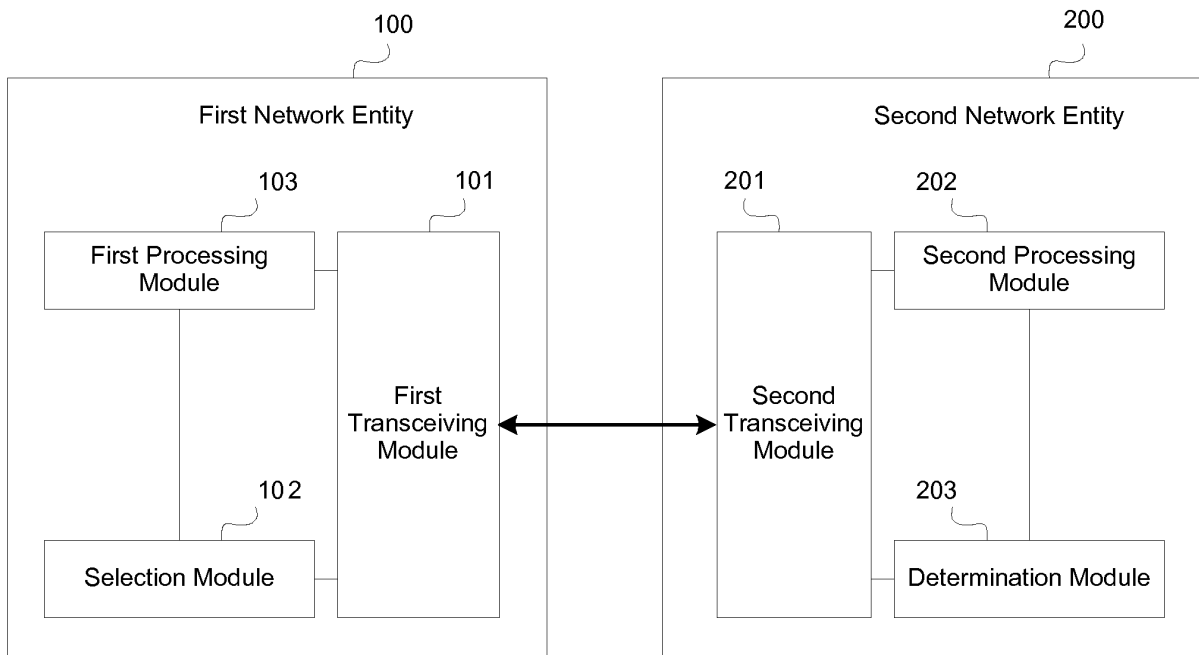 100
200
First Network Entity
Second Network Entity
103
101
201
202
First Processing
Module
Second Processing
Module
First
Transceiving
Module
Second
Transceiving
Module
102
203
Selection Module
Determination Module